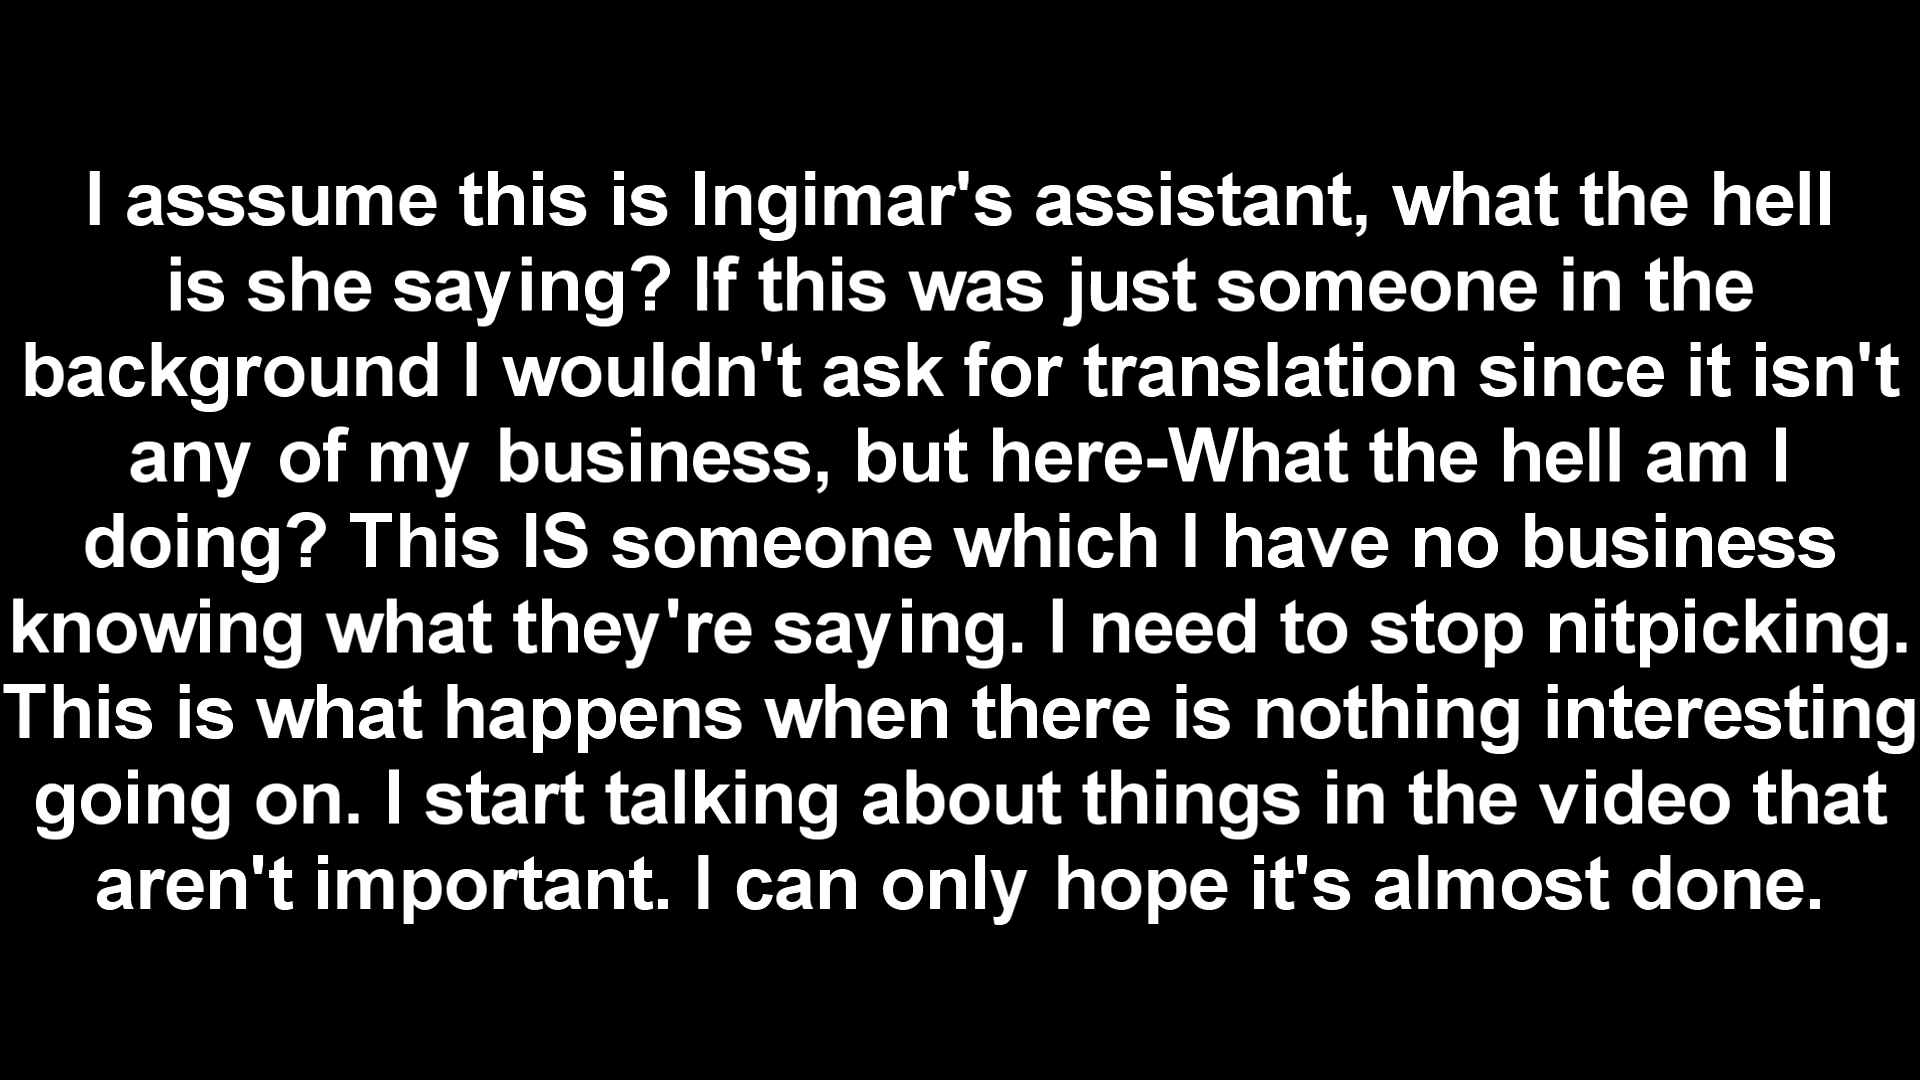 I asssume this is Ingimar's assistant, what the hell
is she saying? If this was just someone in the
background I wouldn't ask for translation since it isn't
any of my business, but here-What the hell am I
doing? This IS someone which I have no business
knowing what they're saying. I need to stop nitpicking.
This is what happens when there is nothing interesting
going on. I start talking about things in the video that
aren't important. I can only hope it's almost done.